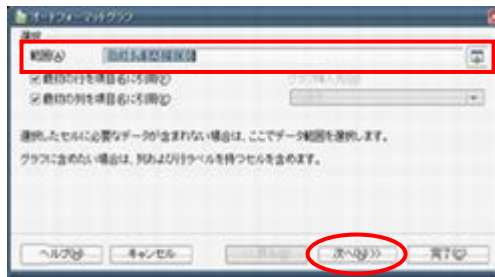 オートフォーマットグラフ
選択
範囲(A)
最初の行を項目名に引用(C)
最初の列を項目名に引用(D)
選択したセルに必要なデータが含まれない場合は、ここでデータ範囲を選択します。
グラフに含めたい場合は、列および行ラベルを持つセルを含めます。
ヘルプ(H) キャンセル 次へ(N)>> 完了(C)